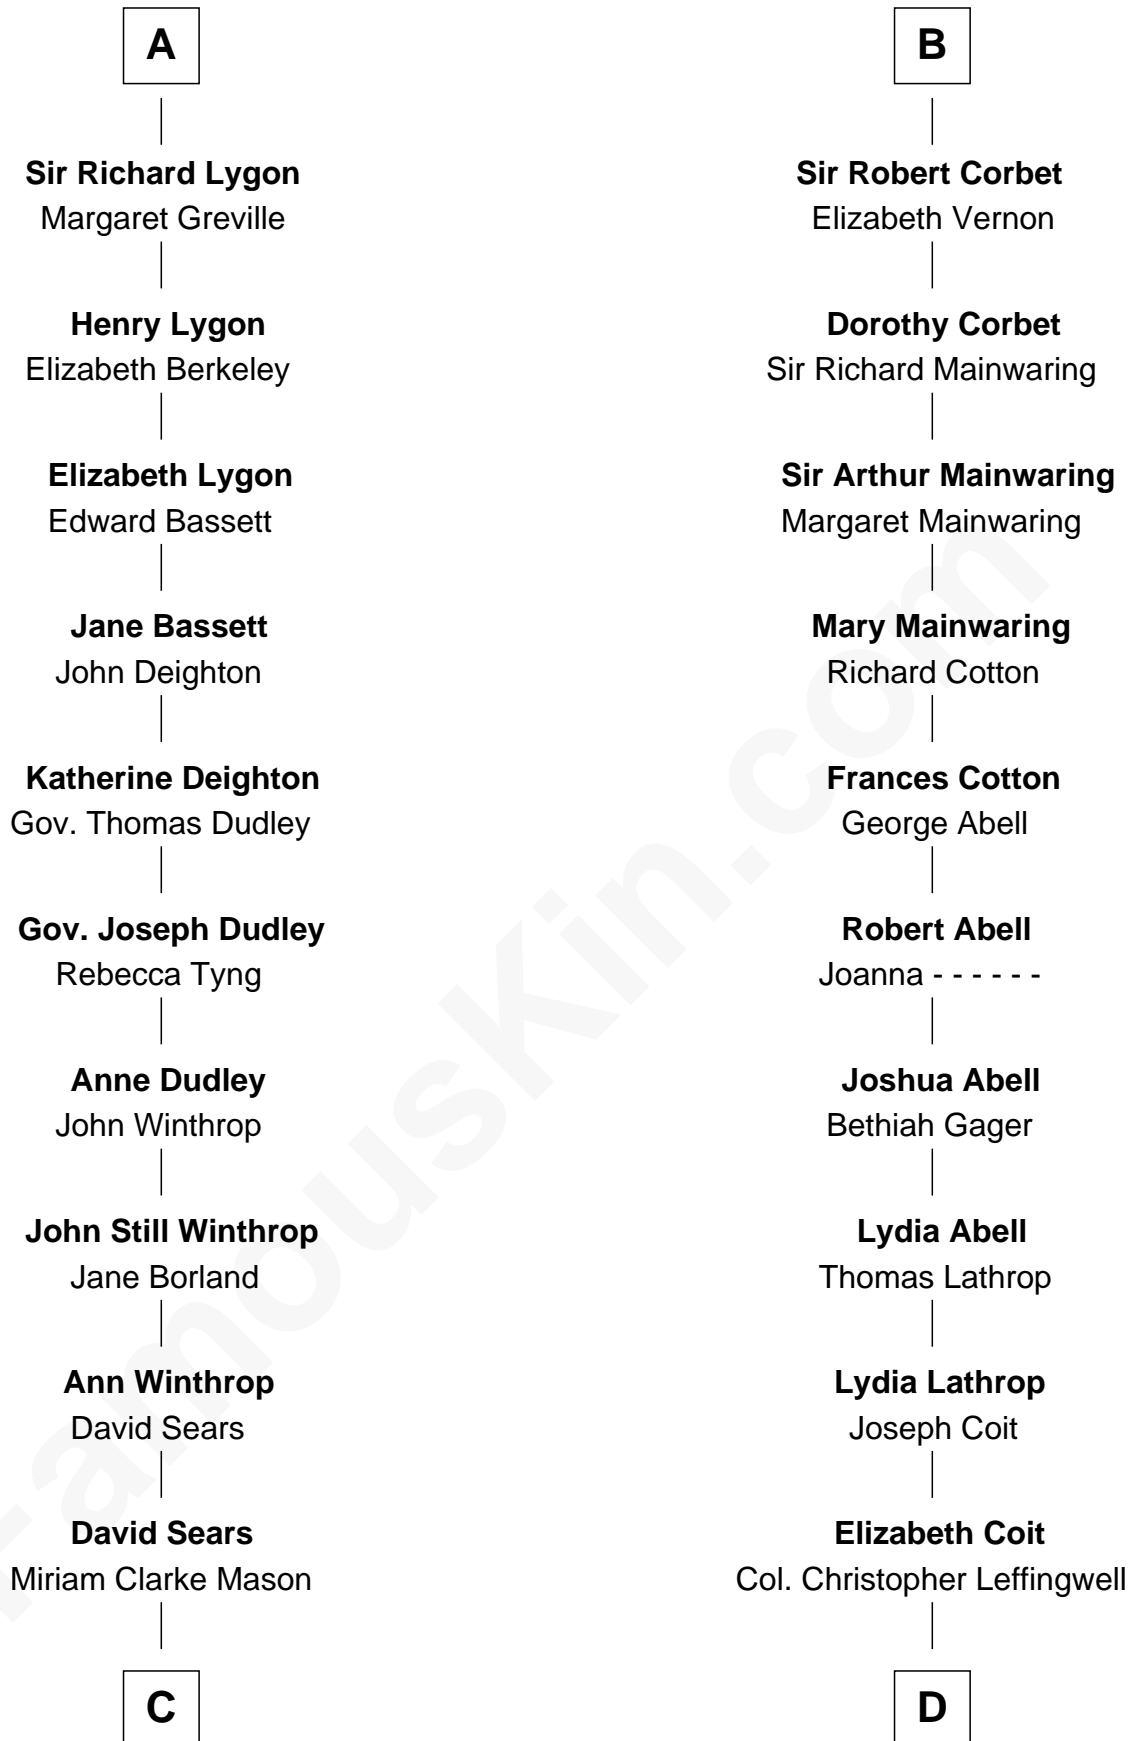 A
Sir Richard Lygon
Margaret Greville
Henry Lygon
Elizabeth Berkeley
Elizabeth Lygon
Edward Bassett
Jane Bassett
John Deighton
Katherine Deighton
Gov. Thomas Dudley
Gov. Joseph Dudley
Rebecca Tyng
Anne Dudley
John Winthrop
John Still Winthrop
Jane Borland
Ann Winthrop
David Sears
David Sears
Miriam Clarke Mason
C
B
Sir Robert Corbet
Elizabeth Vernon
Dorothy Corbet
Sir Richard Mainwaring
Sir Arthur Mainwaring
Margaret Mainwaring
Mary Mainwaring
Richard Cotton
Frances Cotton
George Abell
Robert Abell
Joanna - - - - - -
Joshua Abell
Bethiah Gager
Lydia Abell
Thomas Lathrop
Lydia Lathrop
Joseph Coit
Elizabeth Coit
Col. Christopher Leffingwell
D
FamousKin.com